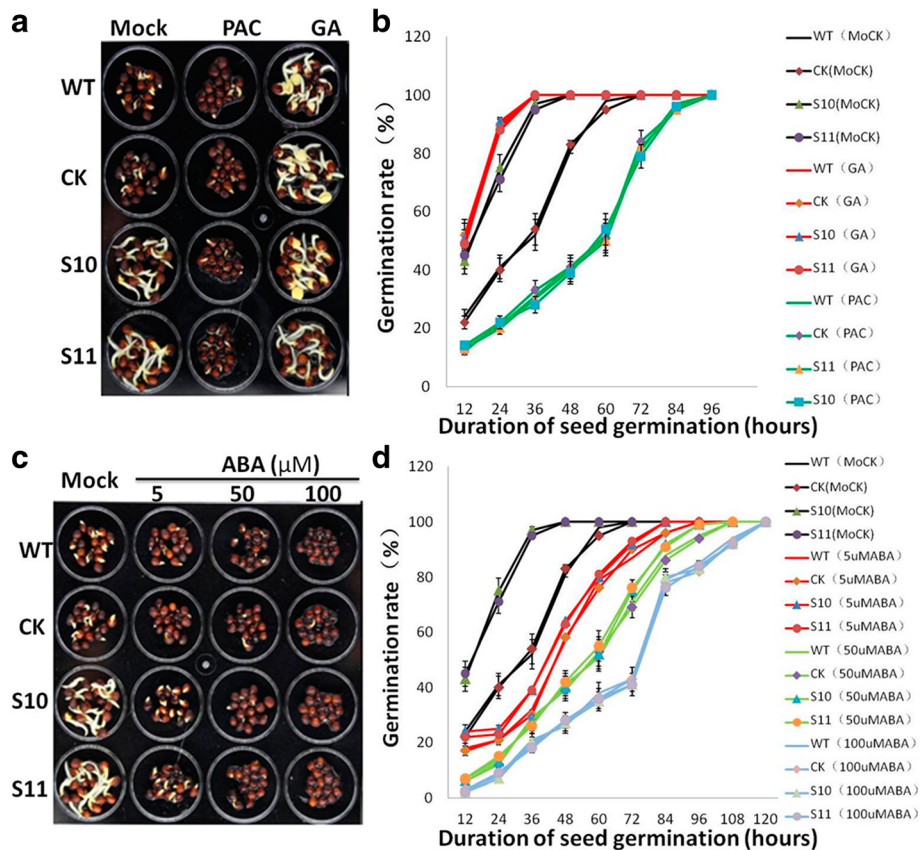 a
Mock PAC GA
WT
CK
S10
S11
b
Germination rate (%)
120
100
80
60
40
20
0
12 24 36 48 60 72 84 96
Duration of seed germination (hours)
WT（MoCK）
CK(MoCK)
S10(MoCK)
S11(MoCK)
WT（GA）
CK（GA）
S10（GA）
S11（GA）
WT（PAC）
CK（PAC）
S11（PAC）
S10（PAC）
c
Mock
ABA (μM)
5 50 100
WT
CK
S10
S11
d
Germination rate (%)
120
100
80
60
40
20
0
12 24 36 48 60 72 84 96 108 120
Duration of seed germination (hours)
WT（MoCK）
CK(MoCK)
S10(MoCK)
S11(MoCK)
WT（5uMABA）
CK（5uMABA）
S10（5uMABA）
S11（5uMABA）
WT（50uMABA）
CK（50uMABA）
S10（50uMABA）
S11（50uMABA）
WT（100uMABA）
CK（100uMABA）
S10（100uMABA）
S11（100uMABA）